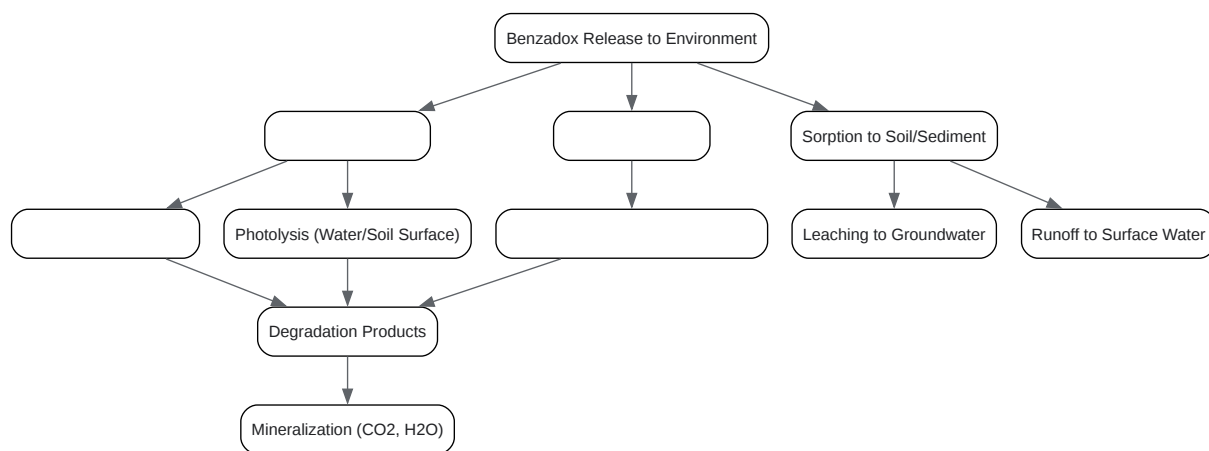 Benzadox Release to Environment
Sorption to Soil/Sediment
Photolysis (Water/Soil Surface)
Leaching to Groundwater
Runoff to Surface Water
Degradation Products
Mineralization (CO2, H2O)